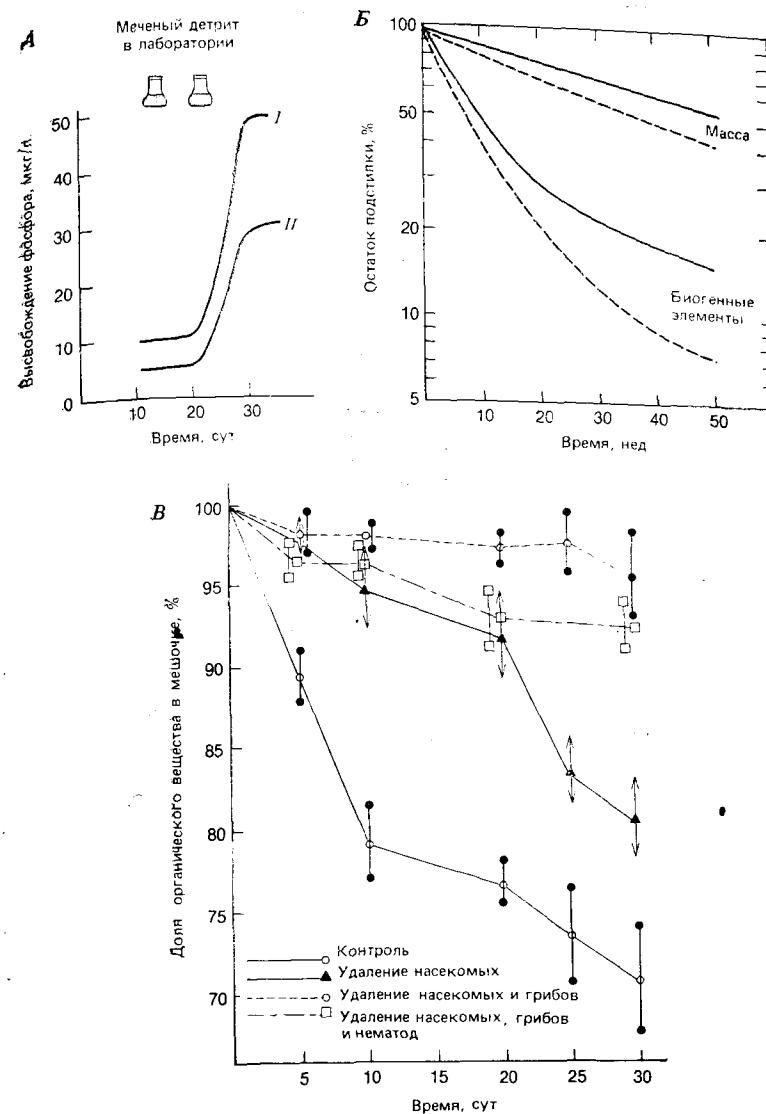 А
Меченый детрит
в лаборатории
Высвобождение фосфора, мкг/л
50
40
30
20
10
0
I
II
10
20
30
Время, сут
Б
Остаток подстилки, %
100
50
20
10
5
Масса
Биогенные
элементы
10
20
30
40
50
Время, нед
В
Доля органического вещества в мешочке, %
100
95
90
85
80
70
Контроль
Удаление насекомых
Удаление насекомых и грибов
Удаление насекомых, грибов
и нематод
5
10
15
20
25
30
Время, сут